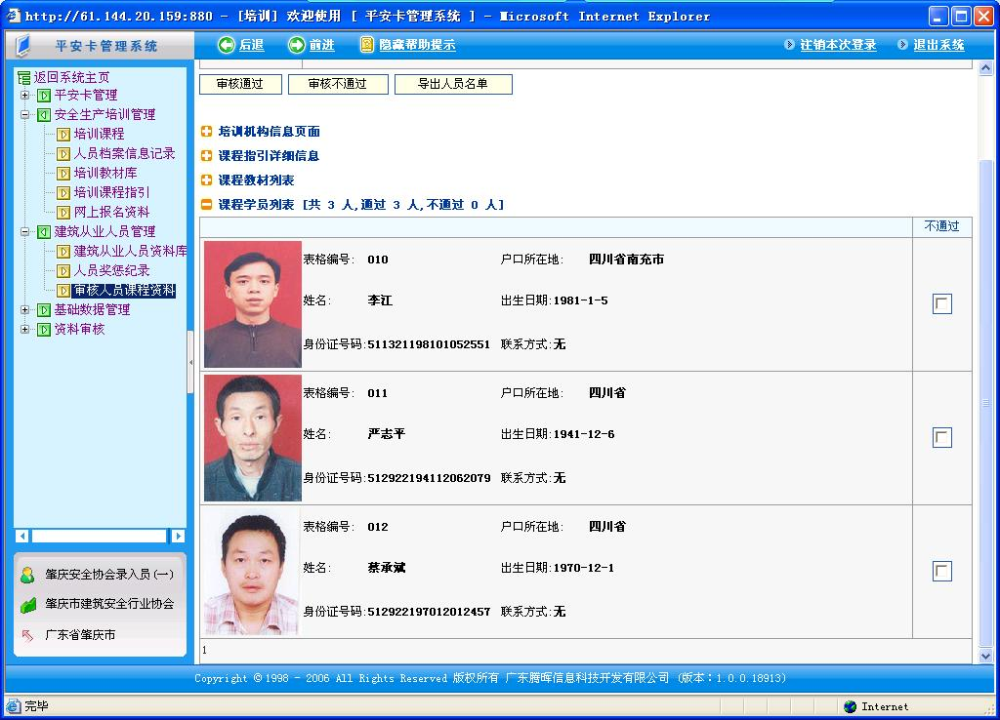 http://61.144.20.159:880 - [培训] 欢迎使用 [ 平安卡管理系统 ] - Microsoft Internet Explorer
平安卡管理系统
后退 前进 隐藏帮助提示 注销本次登录 退出系统
返回系统主页
平安卡管理
安全生产培训管理
培训课程
人员档案信息记录
培训教材库
培训课程指引
网上报名资料
建筑从业人员管理
建筑从业人员资料库
人员奖惩纪录
审核人员课程资料
基础数据管理
资料审核
肇庆安全协会录入员(一)
肇庆市建筑安全行业协会
广东省肇庆市
审核通过 审核不通过 导出人员名单
培训机构信息页面
课程指引详细信息
课程教材列表
课程学员列表 [共 3 人,通过 3 人,不通过 0 人]
不通过
表格编号: 010 户口所在地: 四川省南充市
姓名: 李江 出生日期:1981-1-5
身份证号码:511321198101052551 联系方式:无
表格编号: 011 户口所在地: 四川省
姓名: 严志平 出生日期:1941-12-6
身份证号码:512922194112062079 联系方式:无
表格编号: 012 户口所在地: 四川省
姓名: 蔡承斌 出生日期:1970-12-1
身份证号码:512922197012012457 联系方式:无
1
Copyright © 1998 - 2006 All Rights Reserved 版权所有 广东腾晖信息科技开发有限公司 (版本:1.0.0.18913)
完毕 Internet